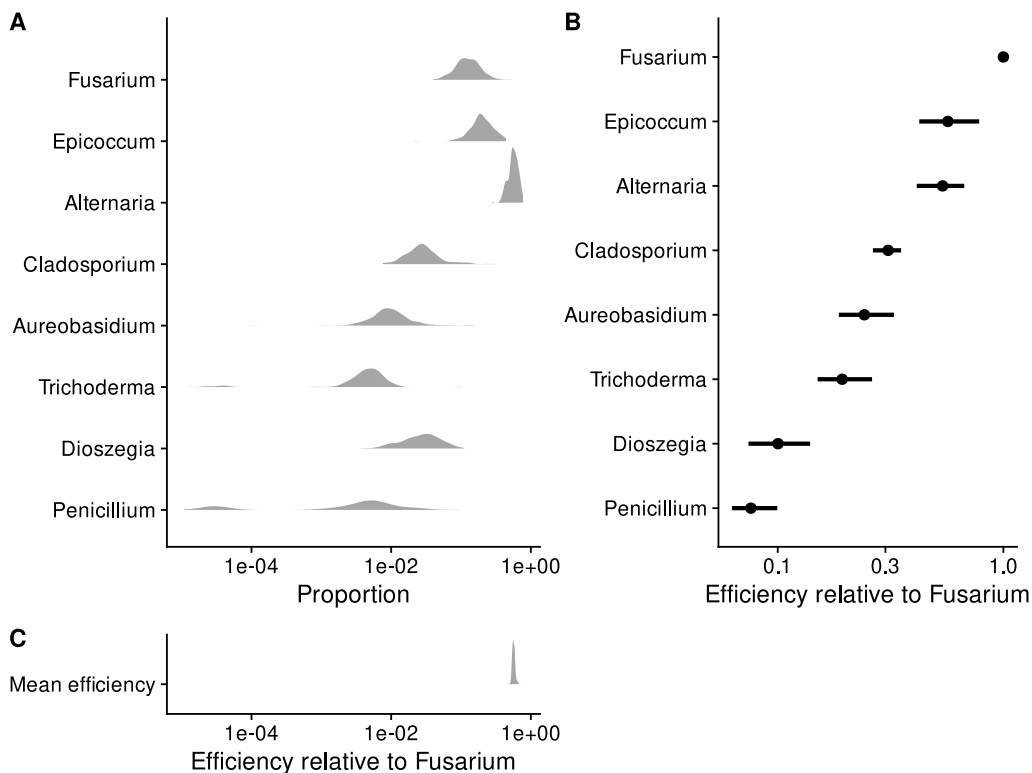 A
Fusarium
Epicoccum
Alternaria
Cladosporium
Aureobasidium
Trichoderma
Dioszegia
Penicillium
1e-04 1e-02 1e+00
Proportion
B
Fusarium
Epicoccum
Alternaria
Cladosporium
Aureobasidium
Trichoderma
Dioszegia
Penicillium
0.1 0.3 1.0
Efficiency relative to Fusarium
C
Mean efficiency
1e-04 1e-02 1e+00
Efficiency relative to Fusarium